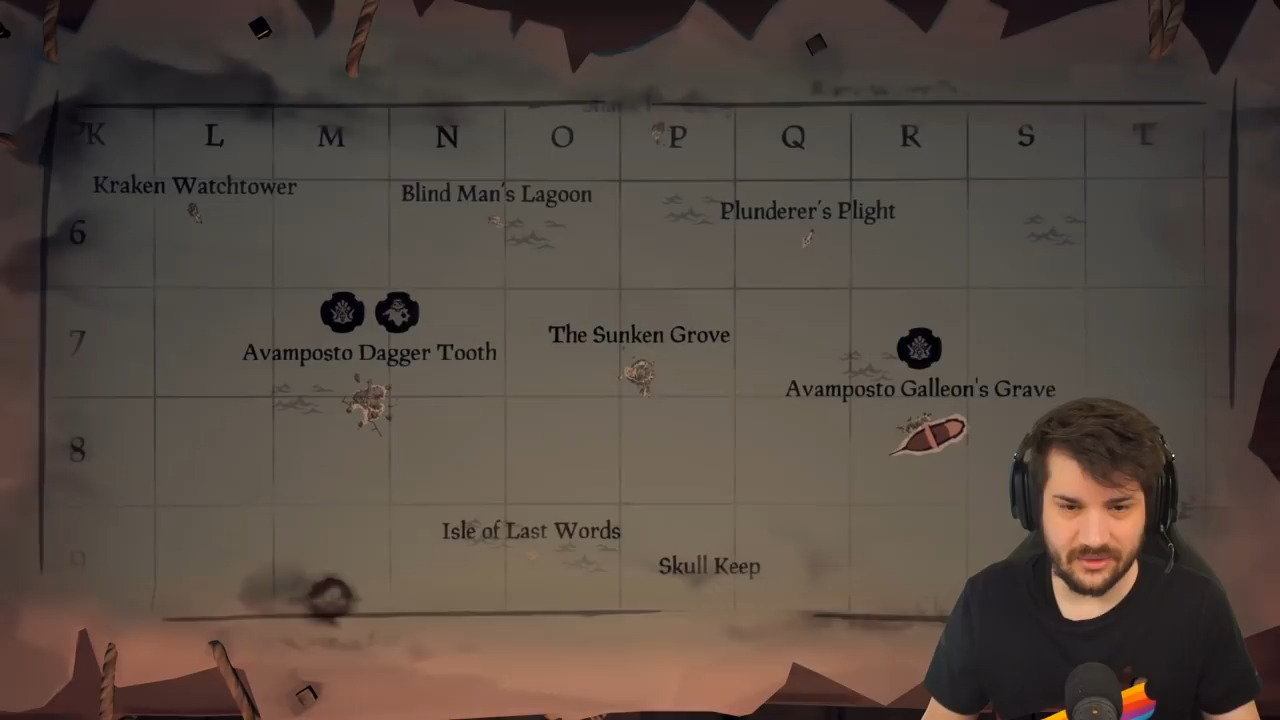 K L M N O P Q R S T
Kraken Watchtower
Blind Man's Lagoon
Plunderer's Plight
6
7
The Sunken Grove
Avamposto Dagger Tooth
Avamposto Galleon's Grave
8
Isle of Last Words
Skull Keep
9